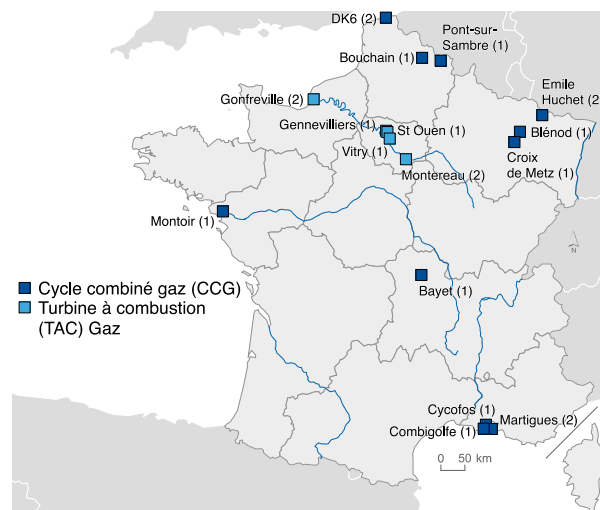 DK6 (2)
Pont-sur-
Sambre (1)
Bouchain (1)
Emile
Huchet (2
Gonfreville (2)
Gennevilliers (1)
St Ouen (1)
Blénod (1)
Vitry (1)
Croix
de Metz (1)
Montereau (2)
Montoir (1)
N
Cycle combiné gaz (CCG)
Bayet (1)
Turbine à combustion
(TAC) Gaz
Cycofos (1)
Martigues (2)
Combigolfe (1)
0 50 km